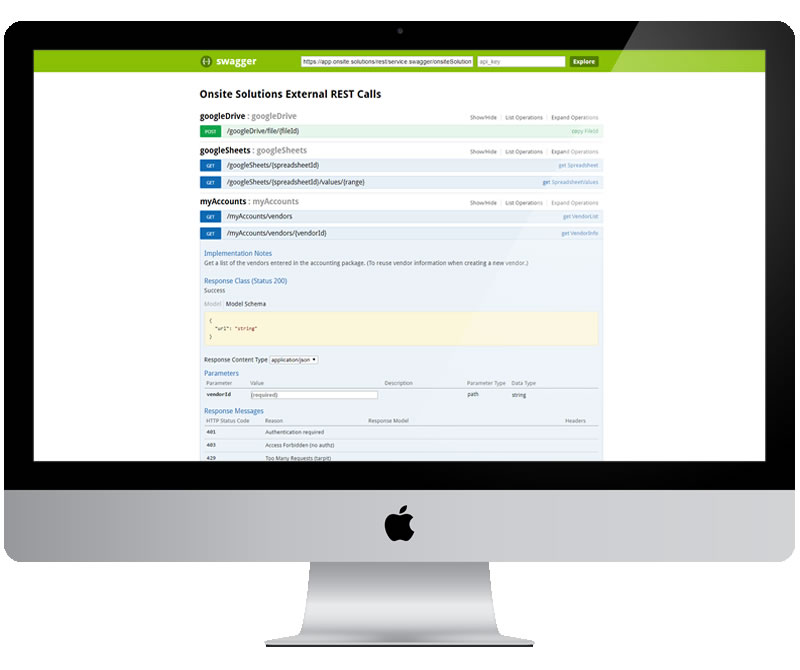 {-} swagger https://app.onsite.solutions/rest/service.swagger/onsiteSolution api_key Explore
Onsite Solutions External REST Calls
googleDrive : googleDrive Show/Hide List Operations Expand Operations
POST /googleDrive/file/{fileId} copy FileId
googleSheets : googleSheets Show/Hide List Operations Expand Operations
GET /googleSheets/{spreadsheetId} get Spreadsheet
GET /googleSheets/{spreadsheetId}/values/{range} get SpreadsheetValues
myAccounts : myAccounts Show/Hide List Operations Expand Operations
GET /myAccounts/vendors get VendorList
GET /myAccounts/vendors/{vendorId} get VendorInfo
Implementation Notes
Get a list of the vendors entered in the accounting package. (To reuse vendor information when creating a new vendor.)
Response Class (Status 200)
Success
Model Model Schema
{
"url": "string"
}
Response Content Type application/json
Parameters
Parameter Value Description Parameter Type Data Type
vendorId (required) path string
Response Messages
HTTP Status Code Reason Response Model Headers
401 Authentication required
403 Access Forbidden (no authz)
429 Too Many Requests (tarpit)